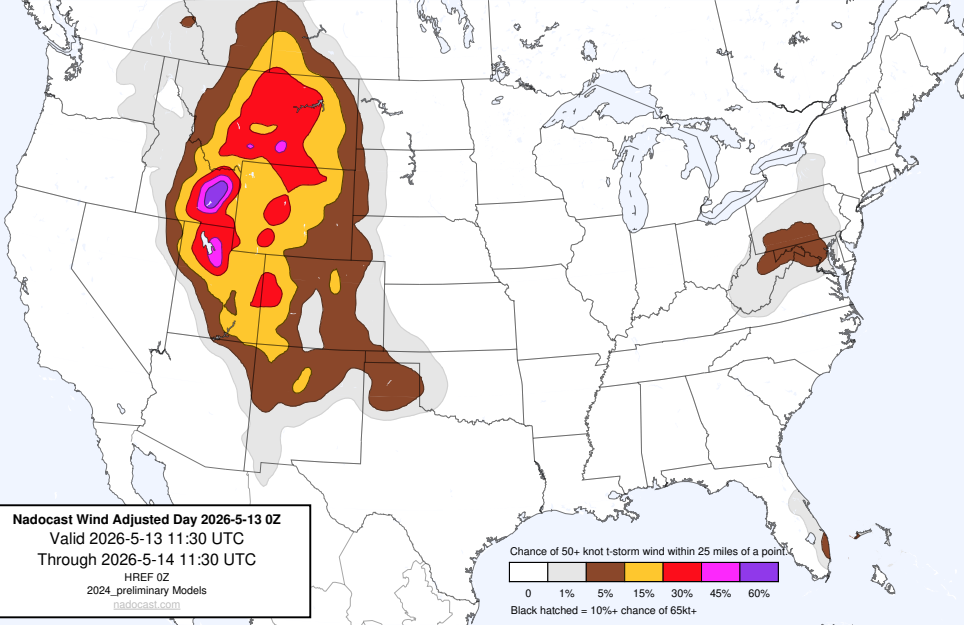 Nadocast Wind Adjusted Day 2026-5-13 0Z
Valid 2026-5-13 11:30 UTC
Through 2026-5-14 11:30 UTC
HREF 0Z
2024_preliminary Models
nadocast.com
Chance of 50+ knot t-storm wind within 25 miles of a point.
0 1% 5% 15% 30% 45% 60%
Black hatched = 10%+ chance of 65kt+